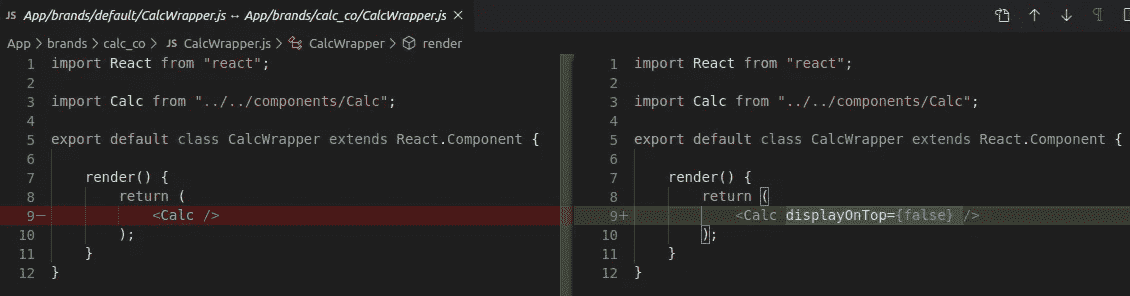 JS App/brands/default/CalcWrapper.js ↔ App/brands/calc_co/CalcWrapper.js ×
App > brands > calc_co > JS CalcWrapper.js > CalcWrapper > render
1 import React from "react";
2
3 import Calc from "../../components/Calc";
4
5 export default class CalcWrapper extends React.Component {
6
7 render() {
8 return (
9− <Calc />
10 );
11 }
12 }
1 import React from "react";
2
3 import Calc from "../../components/Calc";
4
5 export default class CalcWrapper extends React.Component {
6
7 render() {
8 return (
9+ <Calc displayOnTop={false} />
10 );
11 }
12 }